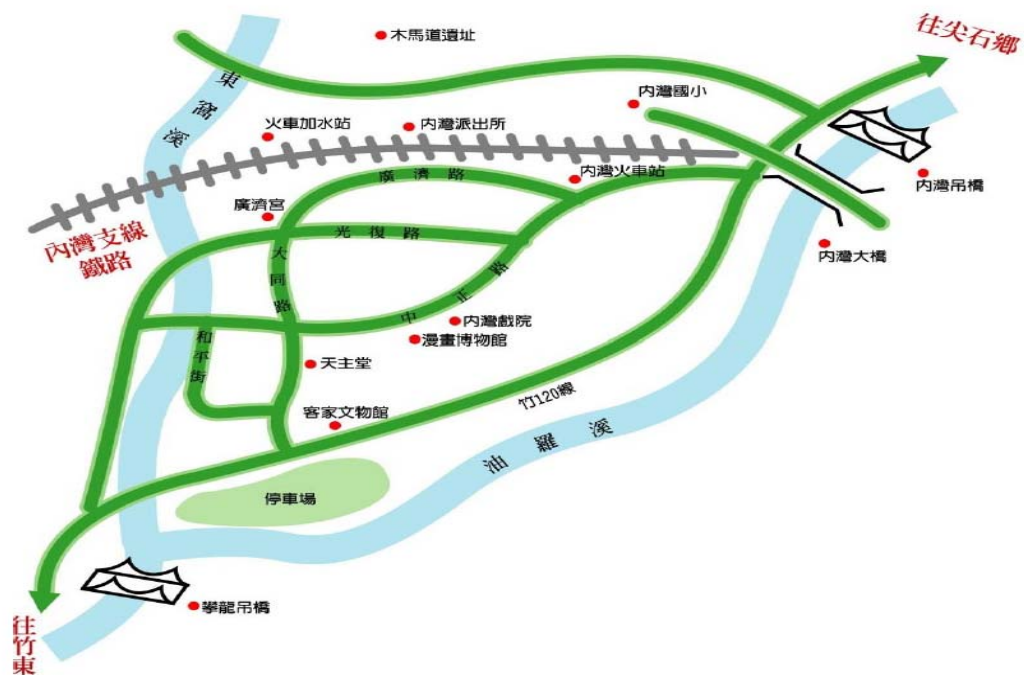 往尖石鄉
木馬道遺址
東窩溪
內灣國小
火車加水站
內灣派出所
內灣火車站
內灣吊橋
廣濟路
廣濟宮
光復路
內灣支線
鐵路
大同路
內灣大橋
中正路
內灣戲院
漫畫博物館
和平街
天主堂
竹120線
客家文物館
油羅溪
停車場
攀龍吊橋
往竹東